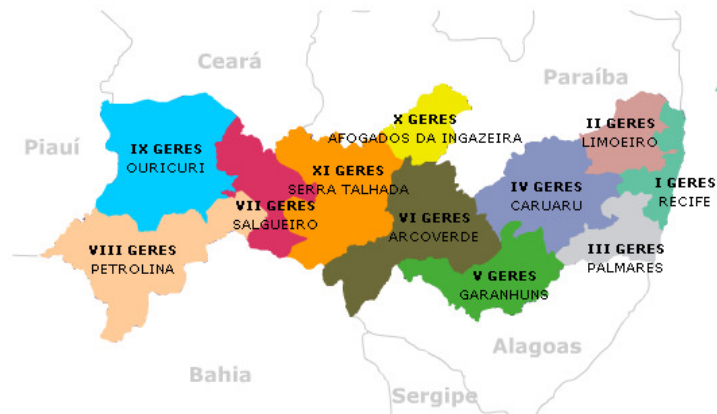 Ceará
Paraíba
Piauí
X GERES
AFOGADOS DA INGAZEIRA
II GERES
LIMOEIRO
IX GERES
OURICURI
XI GERES
SERRA TALHADA
IV GERES
CARUARU
I GERES
RECIFE
VII GERES
SALGUEIRO
VI GERES
ARCOVERDE
VIII GERES
PETROLINA
III GERES
PALMARES
V GERES
GARANHUNS
Alagoas
Bahia
Sergipe